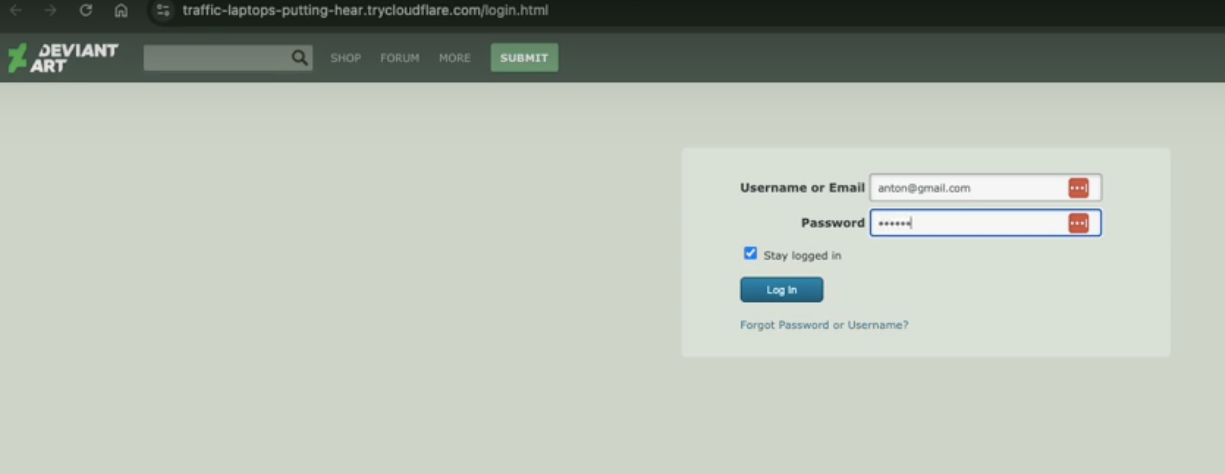 traffic-laptops-putting-hear.trycloudflare.com/login.html
DEVIANT
ART
SHOP FORUM MORE SUBMIT
Username or Email anton@gmail.com
Password ••••••
Stay logged in
Log In
Forgot Password or Username?